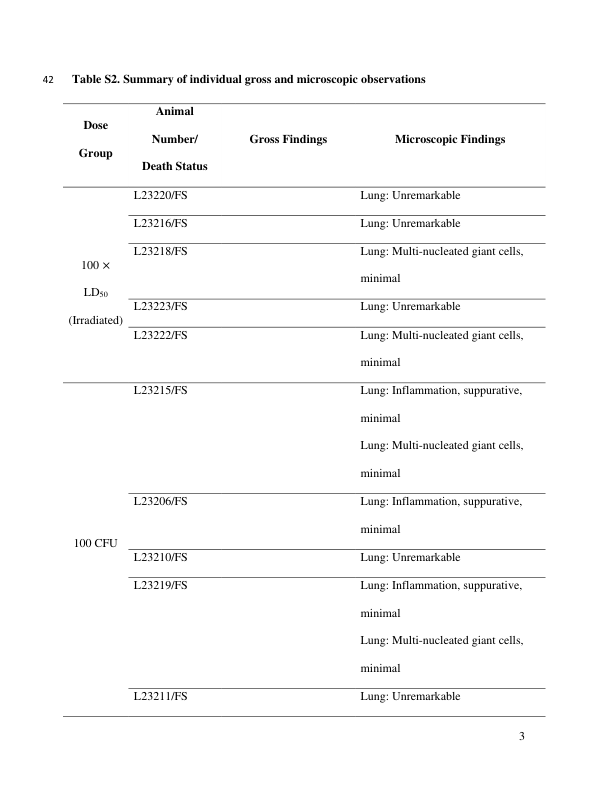 42 Table S2. Summary of individual gross and microscopic observations
Dose
Group
Animal
Number/
Death Status
Gross Findings
Microscopic Findings
100 ×
LD50
(Irradiated)
L23220/FS
Lung: Unremarkable
L23216/FS
Lung: Unremarkable
L23218/FS
Lung: Multi-nucleated giant cells,
minimal
L23223/FS
Lung: Unremarkable
L23222/FS
Lung: Multi-nucleated giant cells,
minimal
100 CFU
L23215/FS
Lung: Inflammation, suppurative,
minimal
Lung: Multi-nucleated giant cells,
minimal
L23206/FS
Lung: Inflammation, suppurative,
minimal
L23210/FS
Lung: Unremarkable
L23219/FS
Lung: Inflammation, suppurative,
minimal
Lung: Multi-nucleated giant cells,
minimal
L23211/FS
Lung: Unremarkable
3